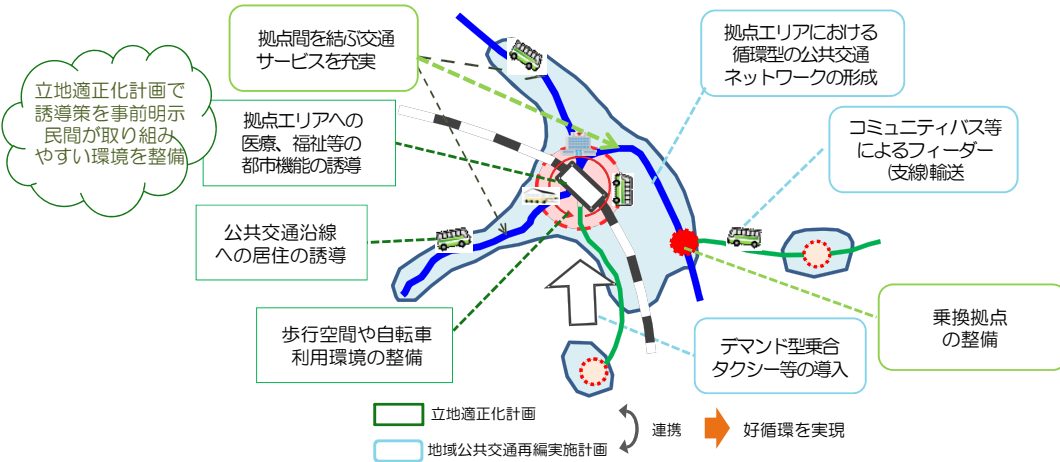 拠点間を結ぶ交通
サービスを充実
拠点エリアにおける
循環型の公共交通
ネットワークの形成
立地適正化計画で
誘導策を事前明示
民間が取り組み
やすい環境を整備
拠点エリアへの
医療、福祉等の
都市機能の誘導
コミュニティバス等
によるフィーダー
(支線)輸送
公共交通沿線
への居住の誘導
歩行空間や自転車
利用環境の整備
デマンド型乗合
タクシー等の導入
乗換拠点
の整備
立地適正化計画
連携
好循環を実現
地域公共交通再編実施計画